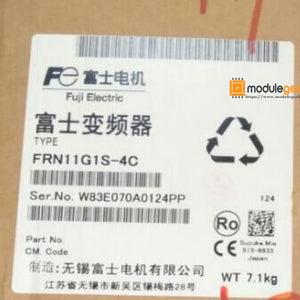 modulegek
Fe 富士电机
Fuji Electric
富士变频器
TYPE
FRN11G1S-4C
Ser.No. W83E070A0124PP
124
Part No.
CM. Code
Ro
Suzuka,Mie
513-8633
Japan
制造:无锡富士电机有限公司
江苏省无锡市新吴区锡梅路28号
WT 7.1kg